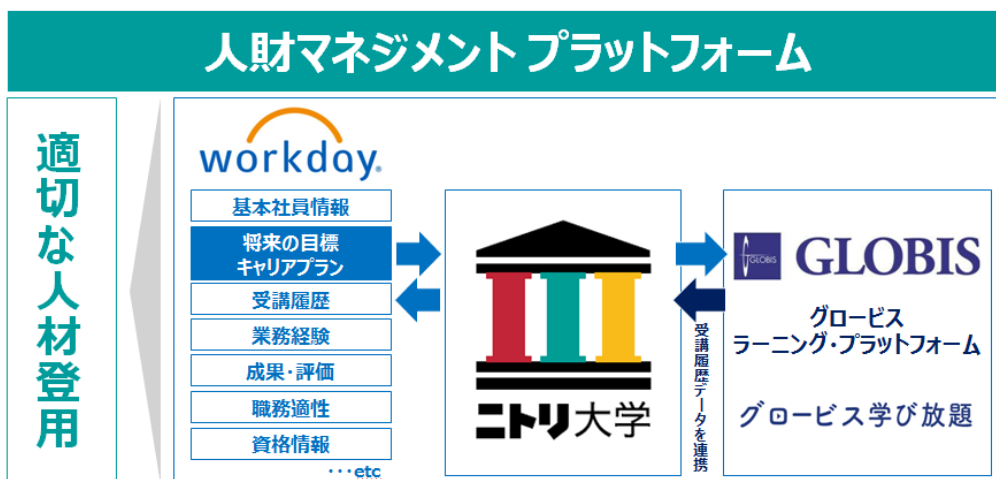 人財マネジメント プラットフォーム
適切な人材登用
workday.
基本社員情報
将来の目標
キャリアプラン
受講履歴
業務経験
成果・評価
職務適性
資格情報
・・・etc
ニトリ大学
受講履歴データを連携
GLOBIS
GLOBIS
グロービス
ラーニング・プラットフォーム
グロービス学び放題